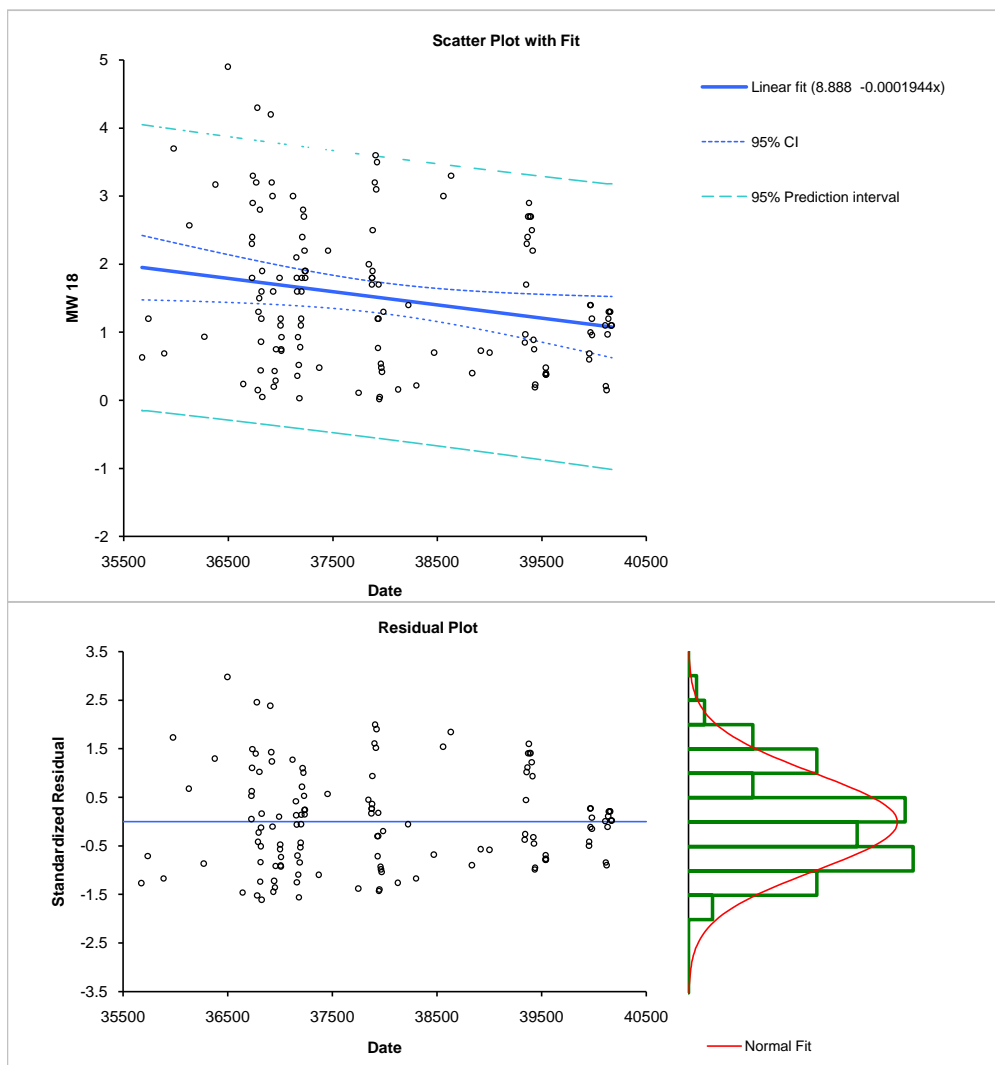 Scatter Plot with Fit
5
4
3
2
1
0
-1
-2
MW 18
35500 36500 37500 38500 39500 40500
Date
Linear fit (8.888 -0.0001944x)
95% CI
95% Prediction interval
Residual Plot
3.5
2.5
1.5
0.5
-0.5
-1.5
-2.5
-3.5
Standardized Residual
35500 36500 37500 38500 39500 40500
Date
Normal Fit